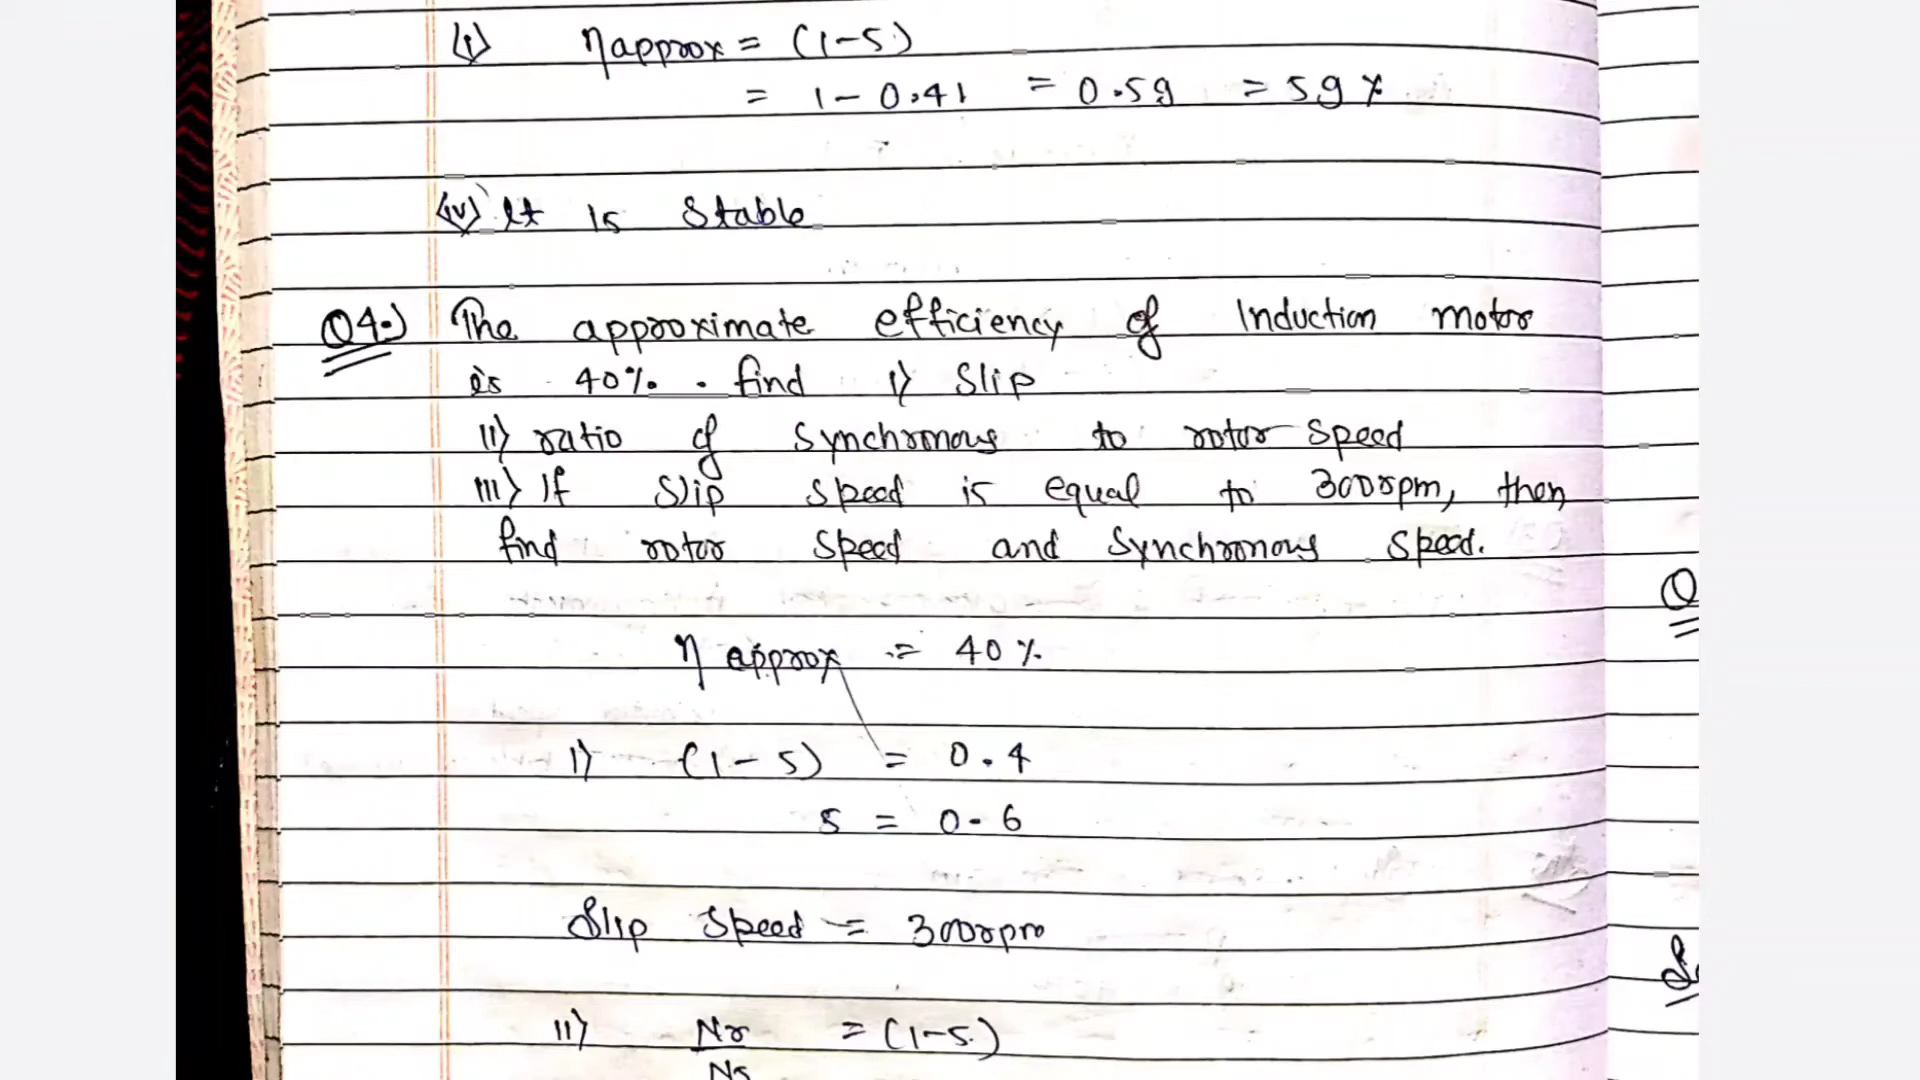 (i) ηapprox = (1-s)
= 1 - 0.41 = 0.59 = 59 %
(iv) It is Stable
Q4.) The approximate efficiency of Induction motor
is 40%. find i) Slip
ii) ratio of synchronous to rotor speed
iii) If slip speed is equal to 300rpm, then
find rotor speed and synchronous speed.
Q
η approx = 40 %
i) (1 - s) = 0.4
s = 0.6
Slip speed = 300rpm
ii) Nr = (1-s)
Ns